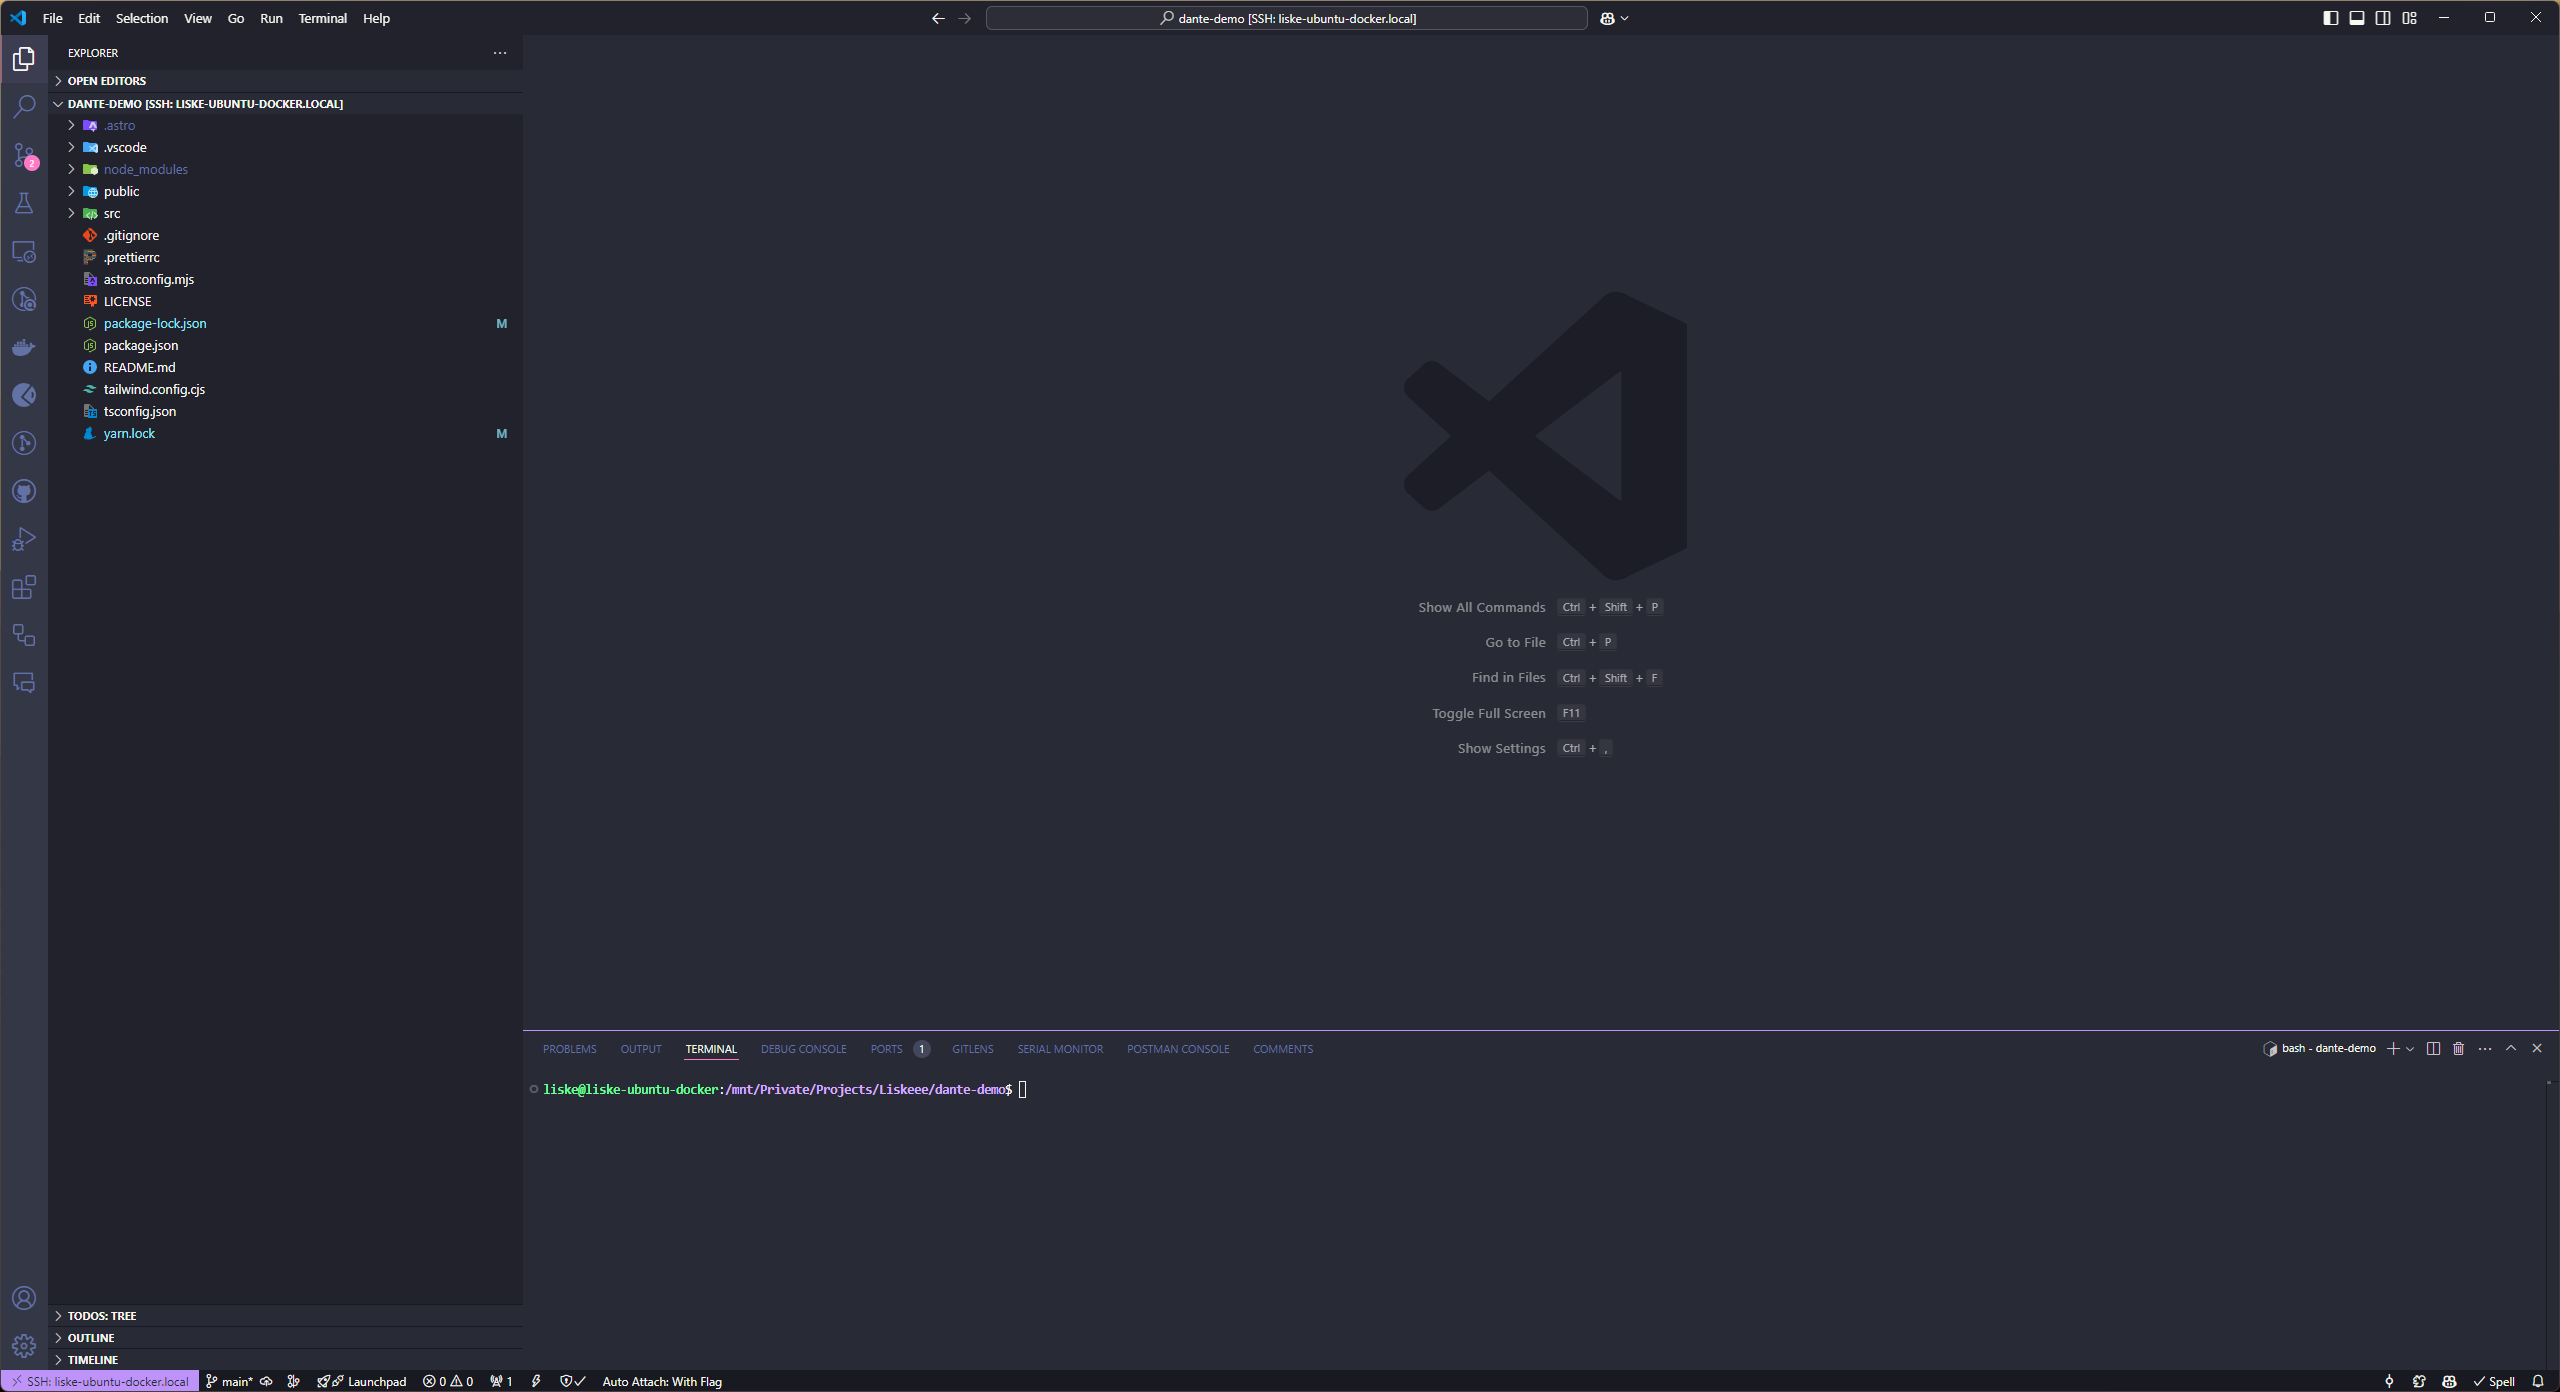 File Edit Selection View Go Run Terminal Help
dante-demo [SSH: liske-ubuntu-docker.local]
EXPLORER
OPEN EDITORS
DANTE-DEMO [SSH: LISKE-UBUNTU-DOCKER.LOCAL]
.astro
.vscode
2
node_modules
public
src
.gitignore
.prettierrc
astro.config.mjs
LICENSE
package-lock.json M
package.json
README.md
tailwind.config.cjs
tsconfig.json
yarn.lock M
Show All Commands Ctrl + Shift + P
Go to File Ctrl + P
Find in Files Ctrl + Shift + F
Toggle Full Screen F11
Show Settings Ctrl + ,
PROBLEMS OUTPUT TERMINAL DEBUG CONSOLE PORTS 1 GITLENS SERIAL MONITOR POSTMAN CONSOLE COMMENTS
bash - dante-demo
liske@liske-ubuntu-docker:/mnt/Private/Projects/Liskeee/dante-demo$
TODOS: TREE
OUTLINE
TIMELINE
SSH: liske-ubuntu-docker.local main* Launchpad 0 0 1 Auto Attach: With Flag Spell